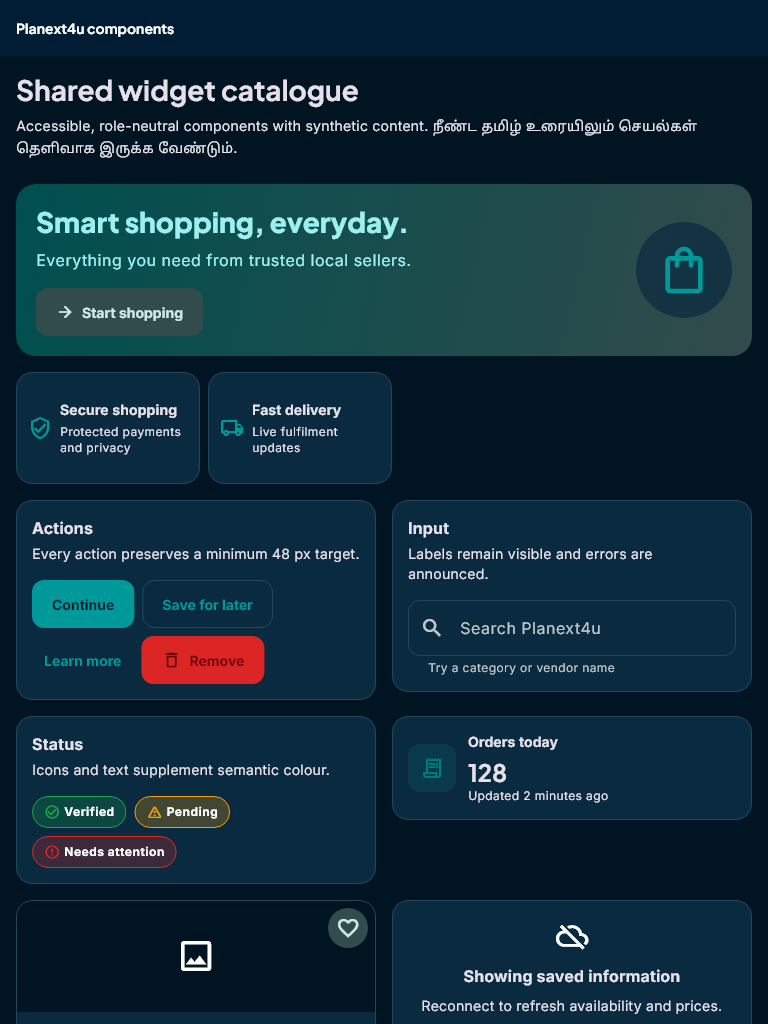 Planext4u components
Shared widget catalogue
Accessible, role-neutral components with synthetic content. நீண்ட தமிழ் உரையிலும் செயல்கள்
தெளிவாக இருக்க வேண்டும்.
Smart shopping, everyday.
Everything you need from trusted local sellers.
Start shopping
Secure shopping
Protected payments
and privacy
Fast delivery
Live fulfilment
updates
Actions
Every action preserves a minimum 48 px target.
Continue
Save for later
Learn more
Remove
Input
Labels remain visible and errors are
announced.
Search Planext4u
Try a category or vendor name
Status
Icons and text supplement semantic colour.
Verified
Pending
Needs attention
Orders today
128
Updated 2 minutes ago
Showing saved information
Reconnect to refresh availability and prices.